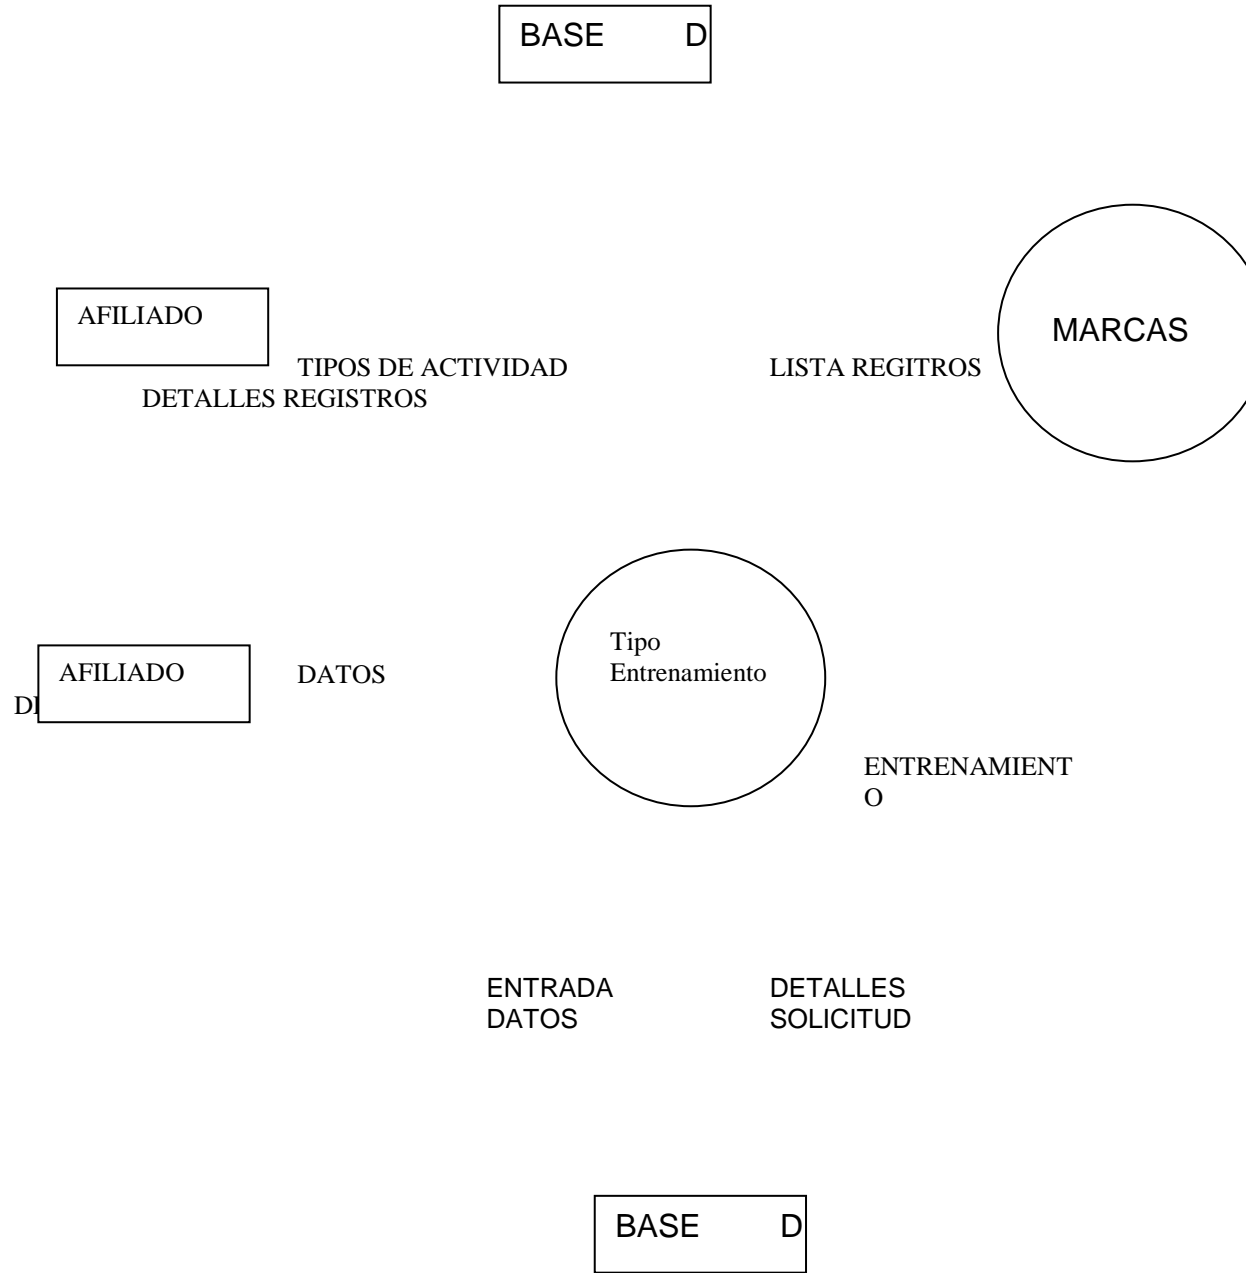 BASE D
AFILIADO
MARCAS
TIPOS DE ACTIVIDAD
LISTA REGITROS
DETALLES REGISTROS
Tipo
Entrenamiento
AFILIADO
DATOS
ENTRENAMIENT
O
ENTRADA
DATOS
DETALLES
SOLICITUD
BASE D